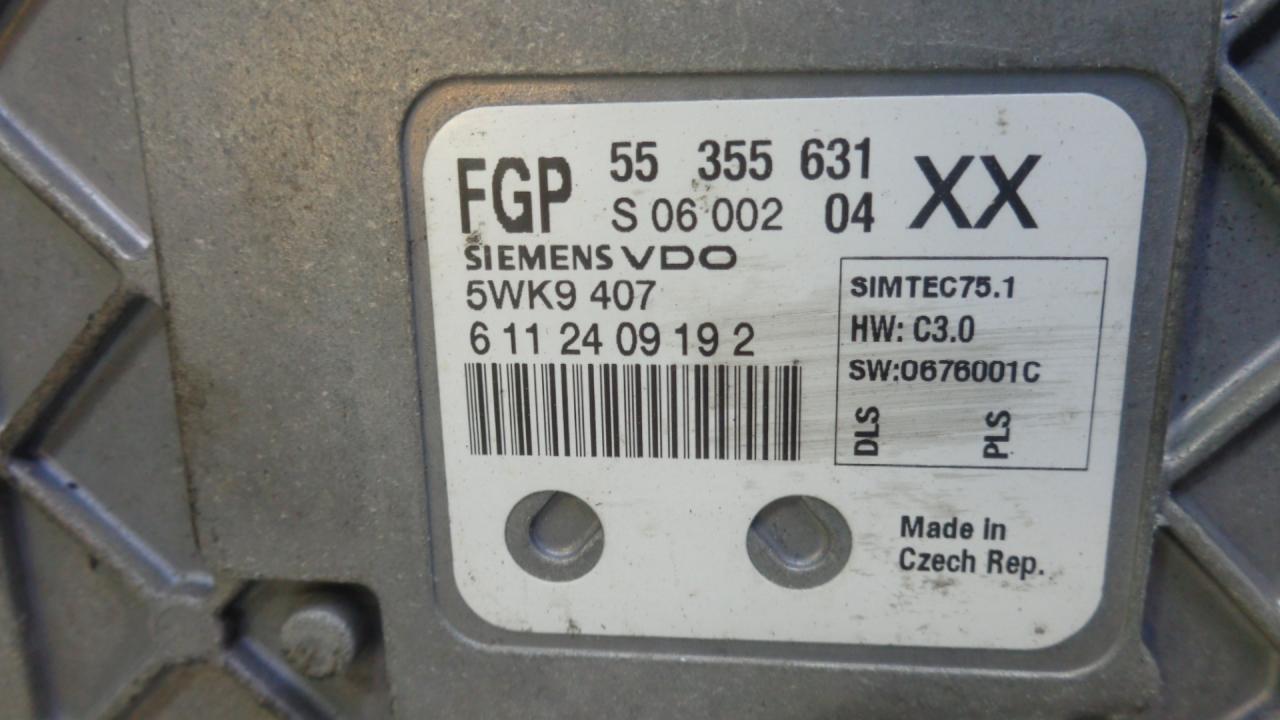 FGP 55 355 631 XX
S 06 002 04
SIEMENS VDO
5WK9 407
6 11 24 09 19 2
SIMTEC75.1
HW: C3.0
SW:0676001C
DLS PLS
Made in
Czech Rep.